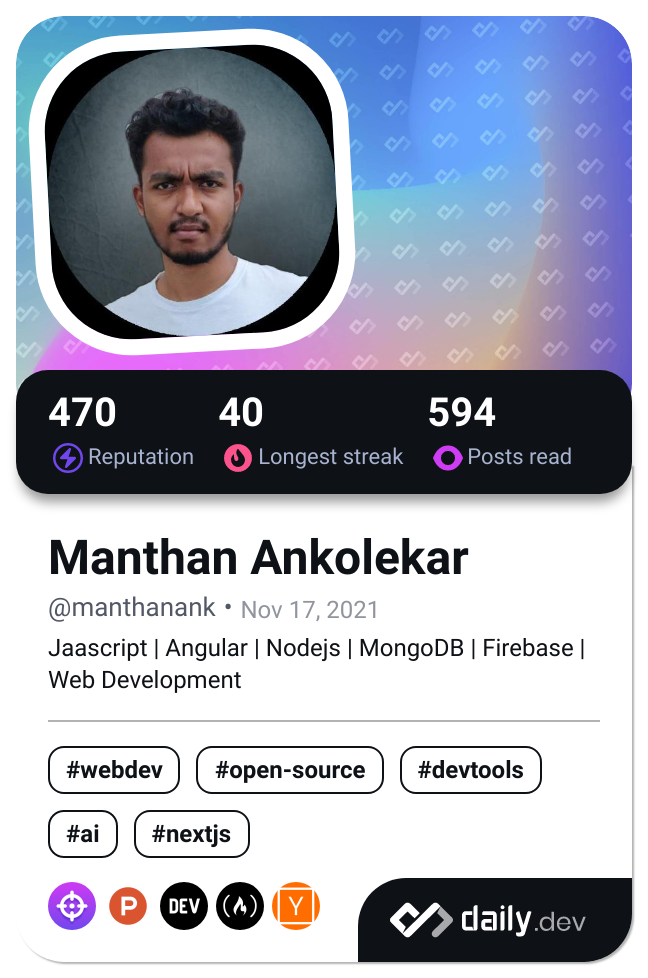 470 40 594
Reputation Longest streak Posts read
Manthan Ankolekar
@manthanank • Nov 17, 2021
Jaascript | Angular | Nodejs | MongoDB | Firebase |
Web Development
#webdev #open-source #devtools
#ai #nextjs
P DEV Y daily.dev